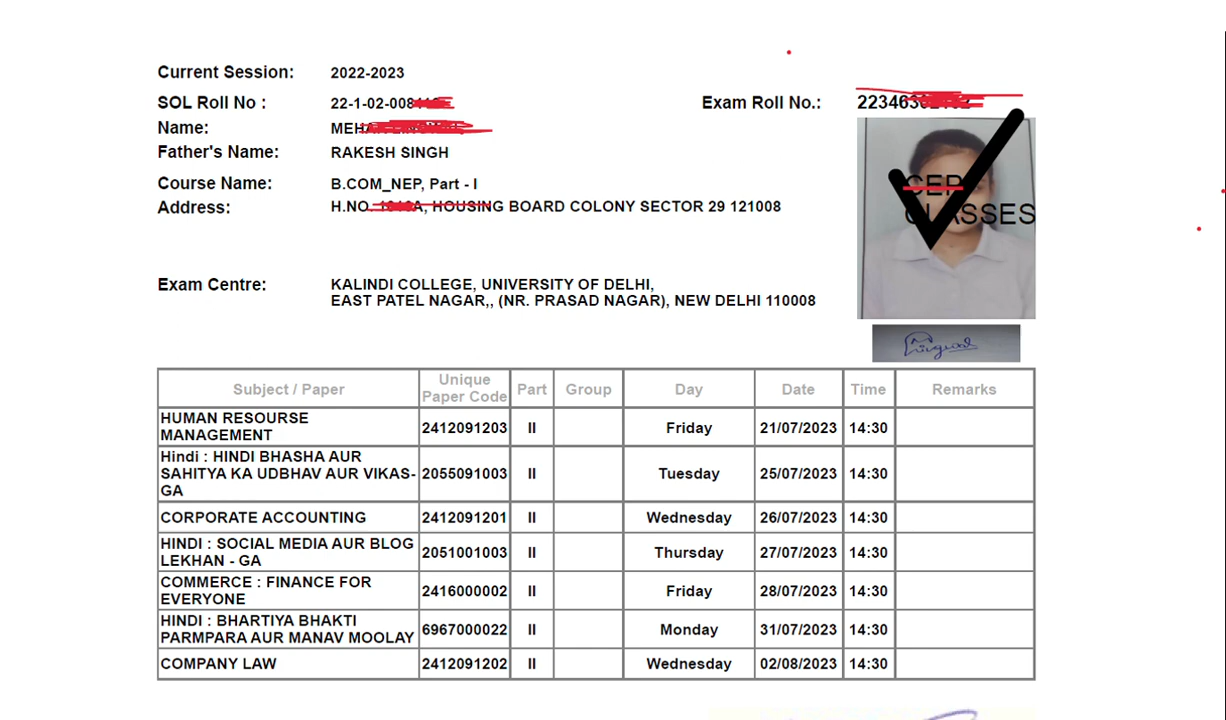 Current Session: 2022-2023
SOL Roll No : 22-1-02-008
Exam Roll No.: 22346
Name:
Father's Name: RAKESH SINGH
Course Name: B.COM_NEP, Part - I
Address: H.NO. HOUSING BOARD COLONY SECTOR 29 121008
CLASSES
Exam Centre: KALINDI COLLEGE, UNIVERSITY OF DELHI,
EAST PATEL NAGAR,, (NR. PRASAD NAGAR), NEW DELHI 110008
Subject / Paper Unique Paper Code Part Group Day Date Time Remarks
HUMAN RESOURSE
MANAGEMENT 2412091203 II Friday 21/07/2023 14:30
Hindi : HINDI BHASHA AUR
SAHITYA KA UDBHAV AUR VIKAS-
GA 2055091003 II Tuesday 25/07/2023 14:30
CORPORATE ACCOUNTING 2412091201 II Wednesday 26/07/2023 14:30
HINDI : SOCIAL MEDIA AUR BLOG
LEKHAN - GA 2051001003 II Thursday 27/07/2023 14:30
COMMERCE : FINANCE FOR
EVERYONE 2416000002 II Friday 28/07/2023 14:30
HINDI : BHARTIYA BHAKTI
PARMPARA AUR MANAV MOOLAY 6967000022 II Monday 31/07/2023 14:30
COMPANY LAW 2412091202 II Wednesday 02/08/2023 14:30